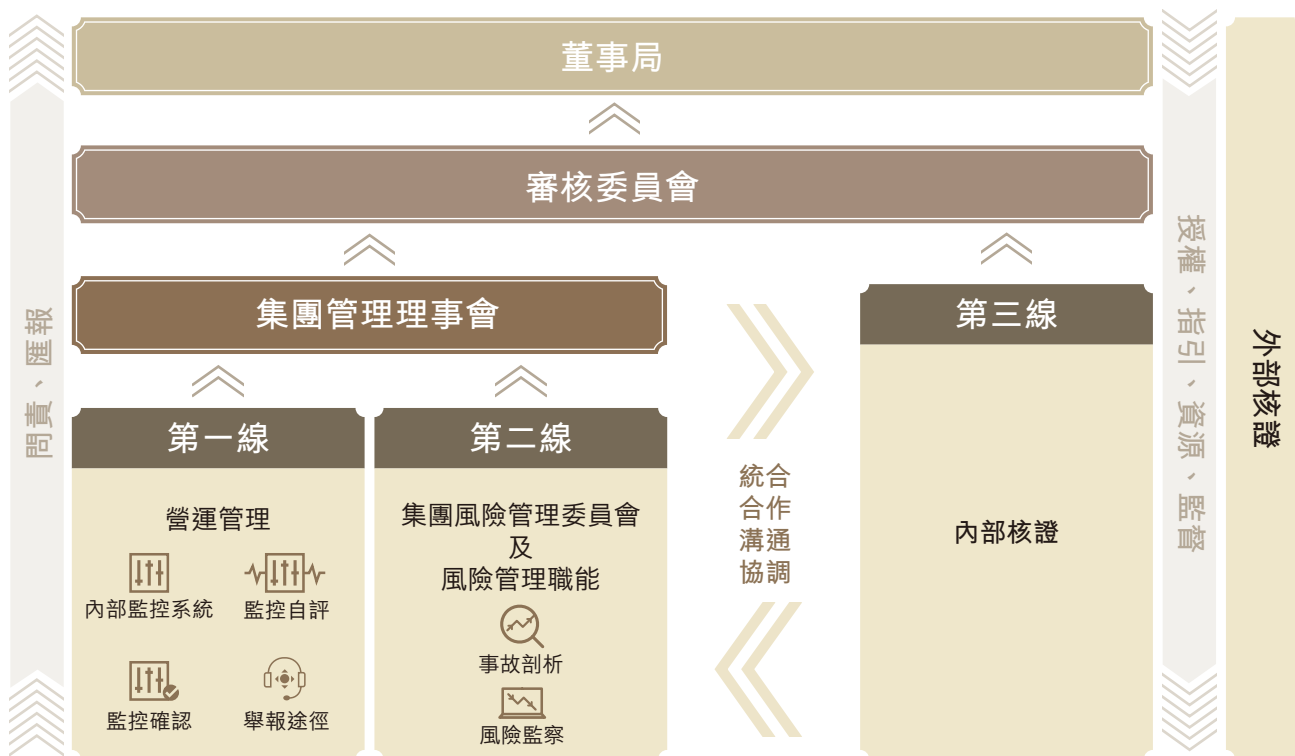 董事局
審核委員會
集團管理理事會
第一線
營運管理
內部監控系統
監控自評
監控確認
舉報途徑
第二線
集團風險管理委員會
及
風險管理職能
事故剖析
風險監察
統合
合作
溝通
協調
第三線
內部核證
問責、匯報
授權、指引、資源、監督
外部核證